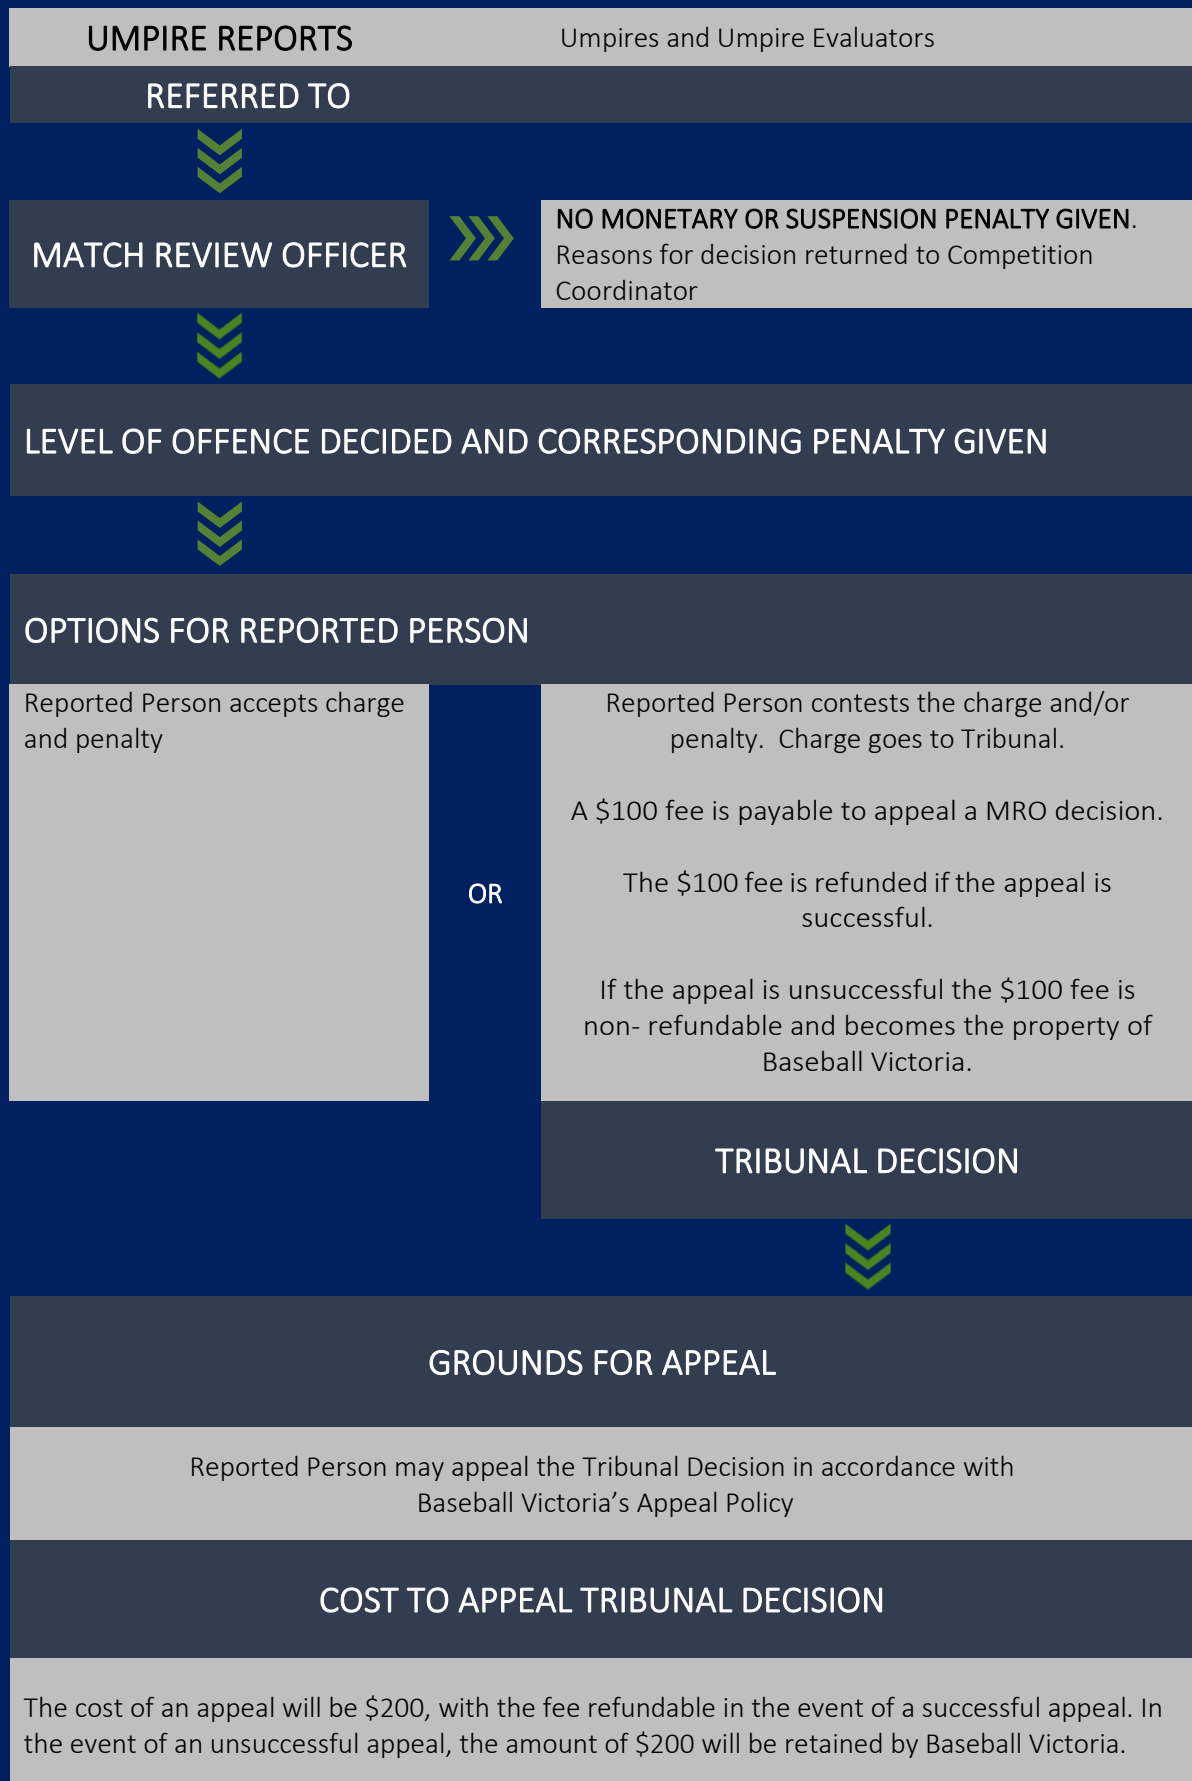 UMPIRE REPORTS
Umpires and Umpire Evaluators
REFERRED TO
MATCH REVIEW OFFICER
NO MONETARY OR SUSPENSION PENALTY GIVEN.
Reasons for decision returned to Competition
Coordinator
LEVEL OF OFFENCE DECIDED AND CORRESPONDING PENALTY GIVEN
OPTIONS FOR REPORTED PERSON
Reported Person accepts charge
and penalty
OR
Reported Person contests the charge and/or
penalty.  Charge goes to Tribunal.
A $100 fee is payable to appeal a MRO decision.
The $100 fee is refunded if the appeal is
successful.
If the appeal is unsuccessful the $100 fee is
non- refundable and becomes the property of
Baseball Victoria.
TRIBUNAL DECISION
GROUNDS FOR APPEAL
Reported Person may appeal the Tribunal Decision in accordance with
Baseball Victoria’s Appeal Policy
COST TO APPEAL TRIBUNAL DECISION
The cost of an appeal will be $200, with the fee refundable in the event of a successful appeal. In
the event of an unsuccessful appeal, the amount of $200 will be retained by Baseball Victoria.